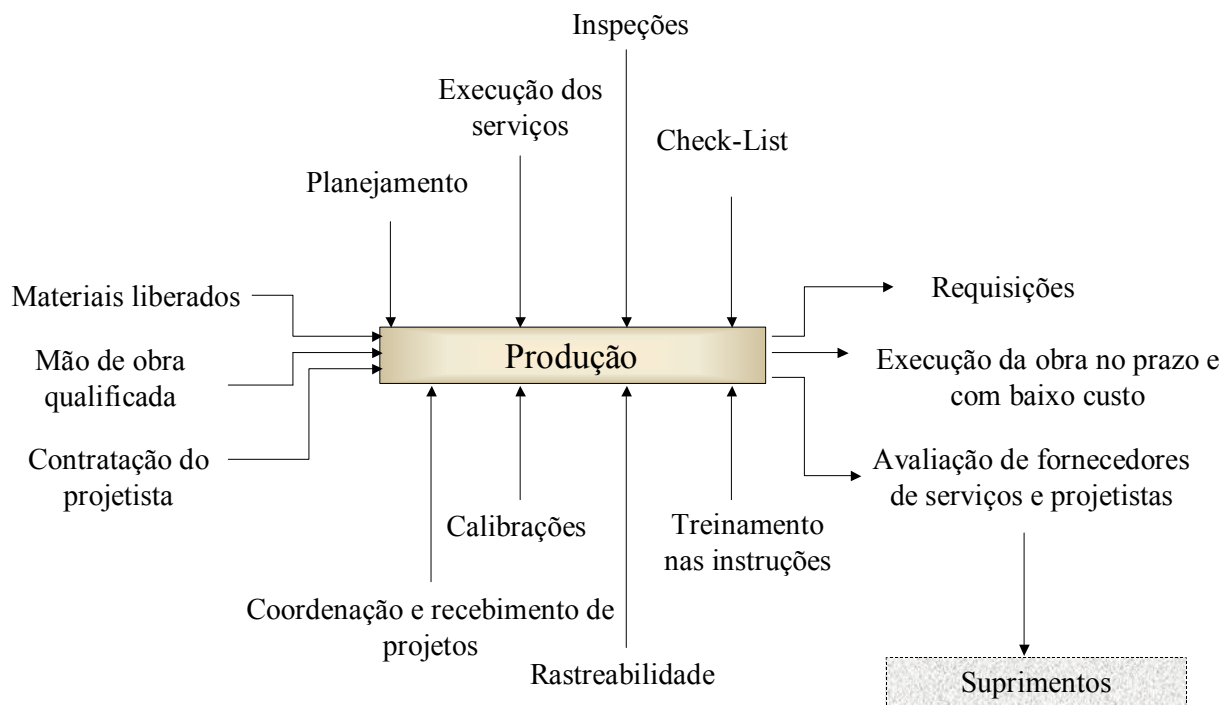 Inspeções
Execução dos
serviços
Check-List
Planejamento
Materiais liberados
Requisições
Mão de obra
qualificada
Produção
Execução da obra no prazo e
com baixo custo
Contratação do
projetista
Avaliação de fornecedores
de serviços e projetistas
Calibrações
Treinamento
nas instruções
Coordenação e recebimento de
projetos
Rastreabilidade
Suprimentos